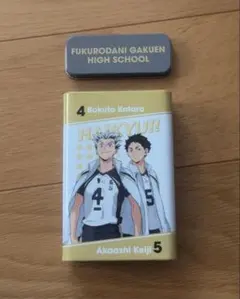 FUKURODANI GAKUEN
HIGH SCHOOL
4 Bokuto Kotaro
HAIKYU!!
4
5
Akaashi Keiji 5